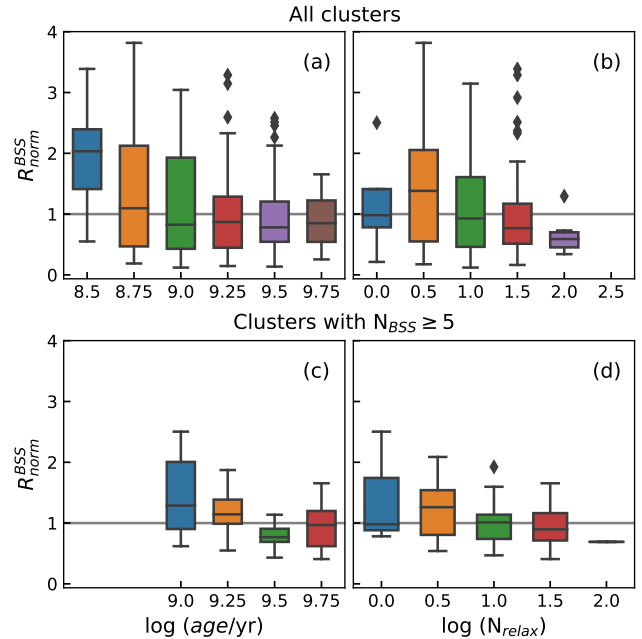 All clusters
4
3
2
1
0
R^{BSS}_{norm}
(a)
(b)
8.5 8.75 9.0 9.25 9.5 9.75
0.0 0.5 1.0 1.5 2.0 2.5
Clusters with N_{BSS} ≥ 5
4
3
2
1
0
R^{BSS}_{norm}
(c)
(d)
9.0 9.25 9.5 9.75
0.0 0.5 1.0 1.5 2.0
log (age/yr)
log (N_{relax})